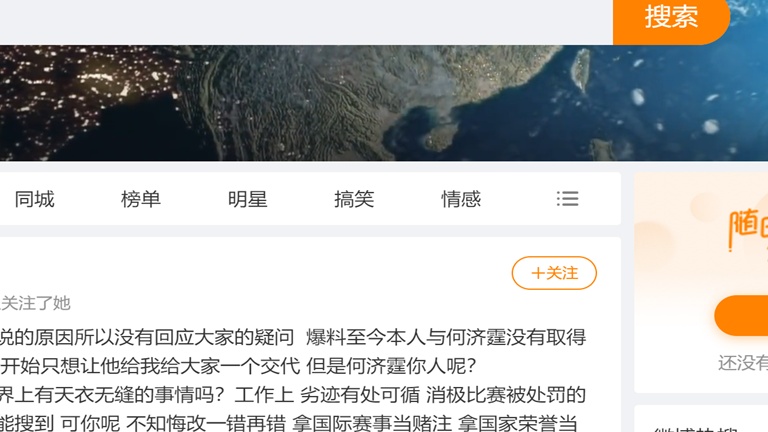 搜索
同城 榜单 明星 搞笑 情感
＋关注
关注了她
说的原因所以没有回应大家的疑问 爆料至今本人与何济霆没有取得
开始只想让他给我给大家一个交代 但是何济霆你人呢？
界上有天衣无缝的事情吗？工作上 劣迹有处可循 消极比赛被处罚的
能搜到 可你呢 不知悔改一错再错 拿国际赛事当赌注 拿国家荣誉当
随
还没有